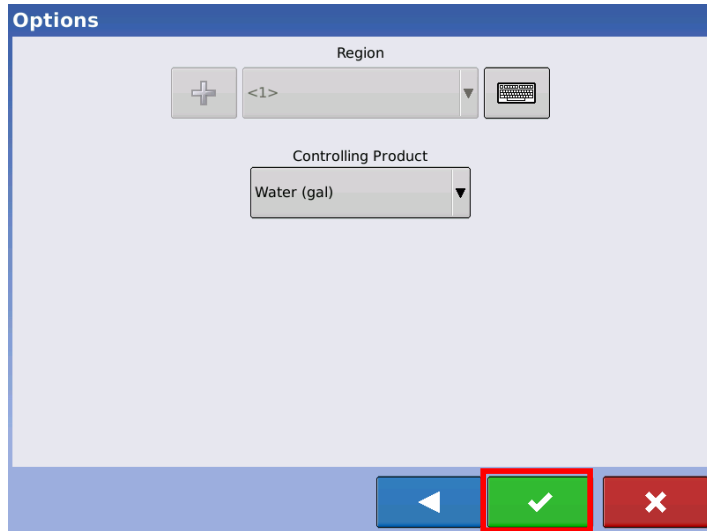 Options
Region
<1>
Controlling Product
Water (gal)